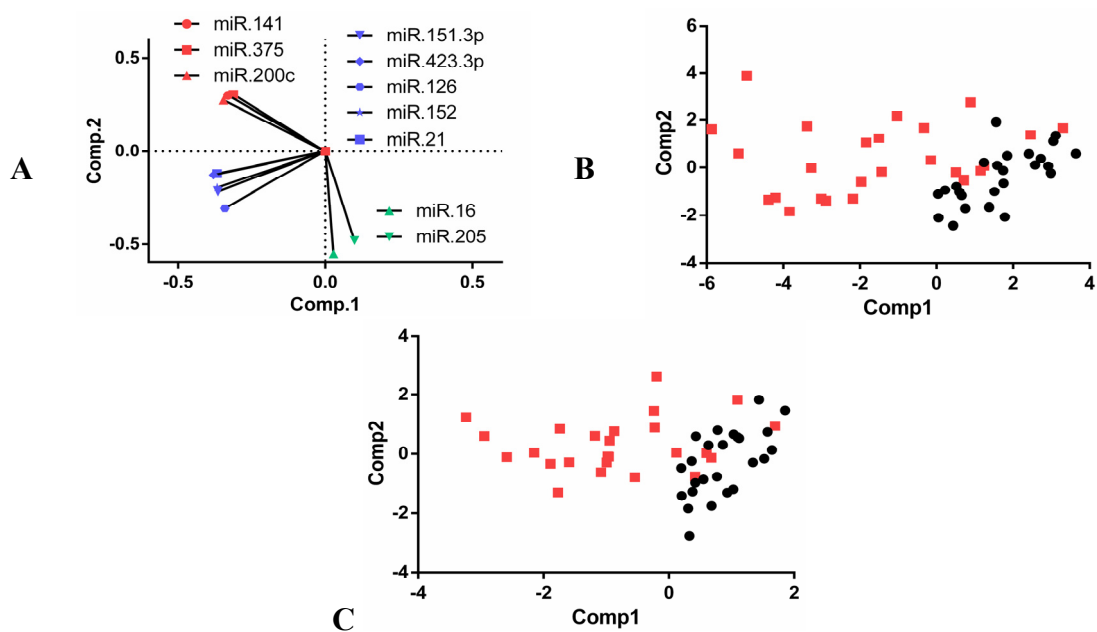 miR.141
miR.375
miR.200c
miR.151.3p
miR.423.3p
miR.126
miR.152
miR.21
miR.16
miR.205
0.5
0.0
-0.5
Comp.2
-0.5 0.0 0.5
Comp.1
A
6
4
2
0
-2
-4
Comp2
-6 -4 -2 0 2 4
Comp1
B
4
2
0
-2
-4
Comp2
-4 -2 0 2
Comp1
C